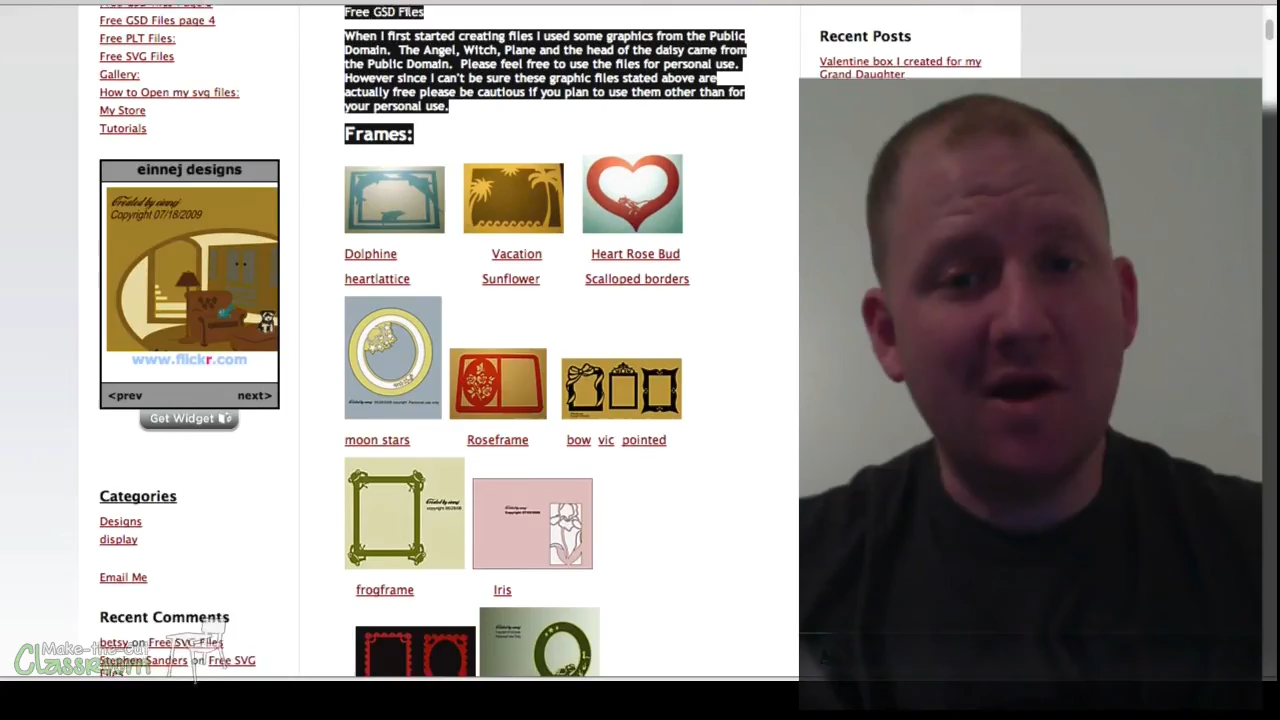 Free GSD Files page 4
Free PLT Files:
Free SVG Files
Gallery:
How to Open my svg files:
My Store
Tutorials
einnej designs
Created by einnej
Copyright 07/18/2009
www.flickr.com
<prev next>
Get Widget
Categories
Designs
display
Email Me
Recent Comments
betsy on Free SVG Files
Stephen Sanders on Free SVG
Files
Make-the-cut
Classroom
Free GSD Files
When I first started creating files I used some graphics from the Public
Domain. The Angel, Witch, Plane and the head of the daisy came from
the Public Domain. Please feel free to use the files for personal use.
However since I can't be sure these graphic files stated above are
actually free please be cautious if you plan to use them other than for
your personal use.
Frames:
Dolphine Vacation Heart Rose Bud
heartlattice Sunflower Scalloped borders
moon stars Roseframe bow vic pointed
frogframe Iris
Recent Posts
Valentine box I created for my
Grand Daughter